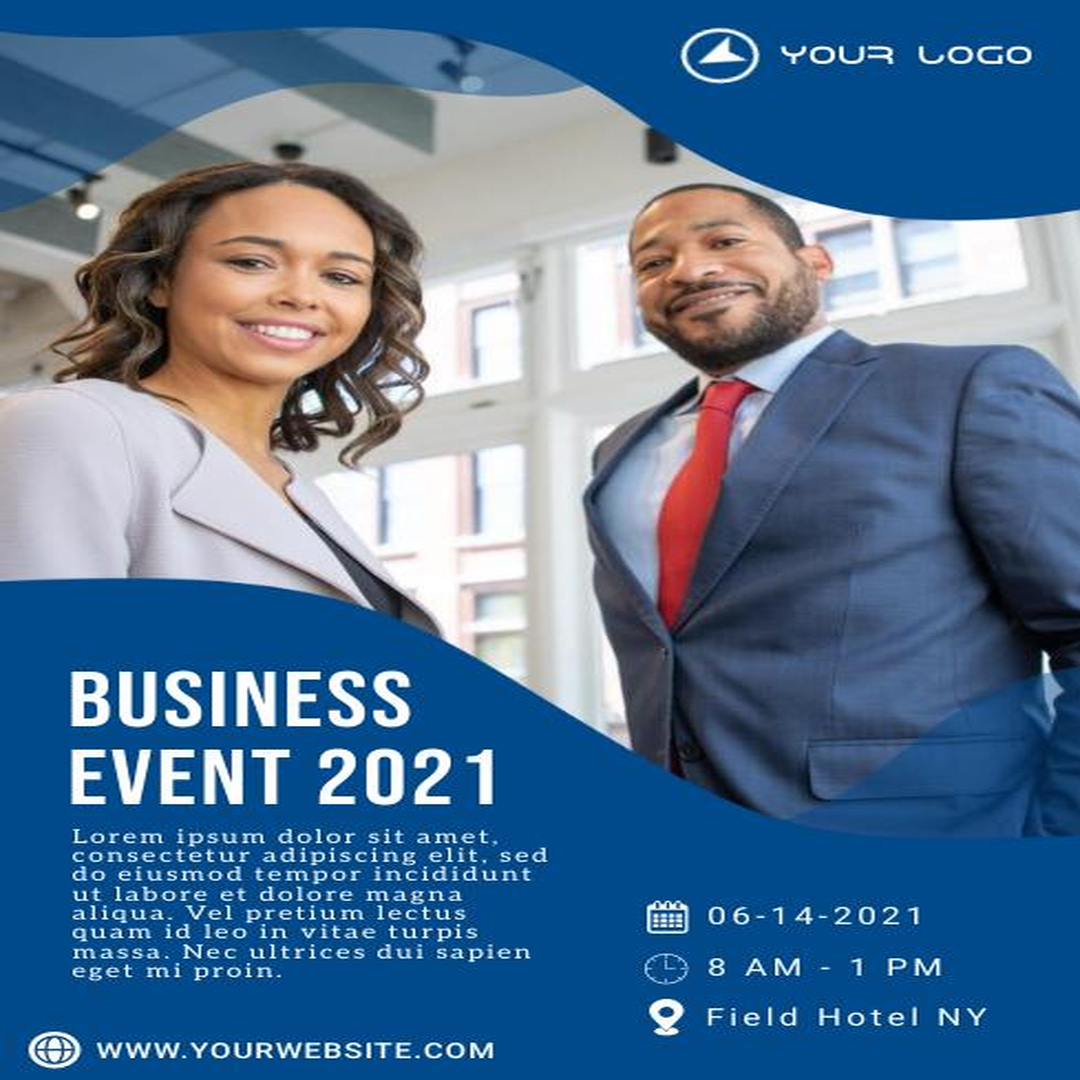 YOUR LOGO
BUSINESS
EVENT 2021
Lorem ipsum dolor sit amet,
consectetur adipiscing elit, sed
do eiusmod tempor incididunt
ut labore et dolore magna
aliqua. Vel pretium lectus
quam id leo in vitae turpis
massa. Nec ultrices dui sapien
eget mi proin.
06-14-2021
8 AM - 1 PM
Field Hotel NY
WWW.YOURWEBSITE.COM